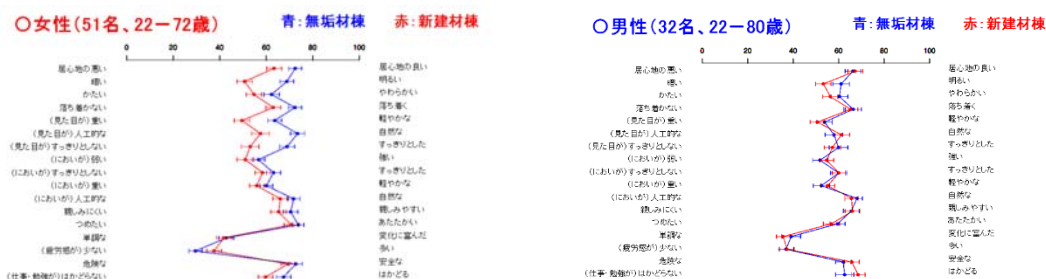 ○女性(51名、22－72歳)
青：無垢材棟 赤：新建材棟
0 20 40 60 80 100
居心地の悪い 居心地の良い
暗い 明るい
かたい やわらかい
落ち着かない 落ち着く
(見た目が)重い 軽やかな
(見た目が)人工的な 自然な
(見た目が)すっきりとしない すっきりとした
(においが)弱い 強い
(においが)すっきりとしない すっきりとした
(においが)重い 軽やかな
(においが)人工的な 自然な
親しみにくい 親しみやすい
つめたい あたたかい
単調な 変化に富んだ
(疲労感が)少ない 多い
危険な 安全な
(仕事・勉強が)はかどらない はかどる
○男性(32名、22－80歳)
青：無垢材棟 赤：新建材棟
0 20 40 60 80 100
居心地の悪い 居心地の良い
暗い 明るい
かたい やわらかい
落ち着かない 落ち着く
(見た目が)重い 軽やかな
(見た目が)人工的な 自然な
(見た目が)すっきりとしない すっきりとした
(においが)弱い 強い
(においが)すっきりとしない すっきりとした
(においが)重い 軽やかな
(においが)人工的な 自然な
親しみにくい 親しみやすい
つめたい あたたかい
単調な 変化に富んだ
(疲労感が)少ない 多い
危険な 安全な
(仕事・勉強が)はかどらない はかどる